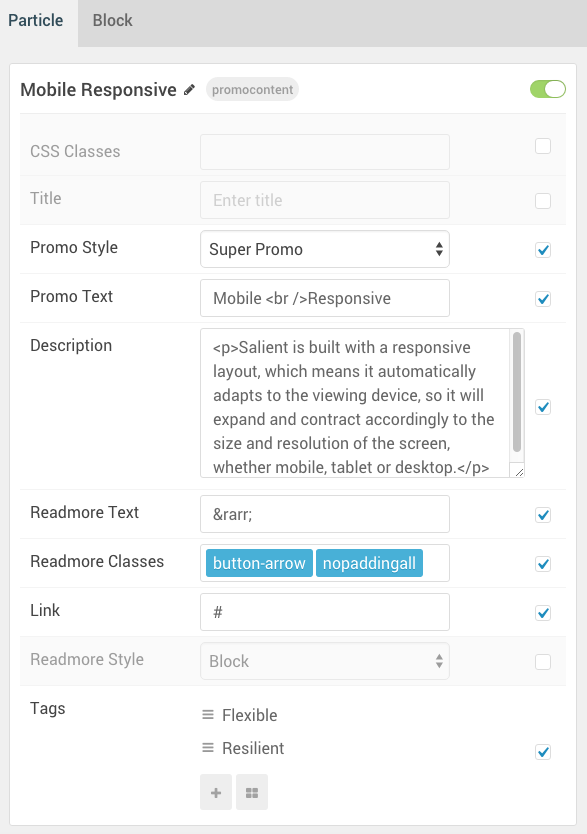 Particle Block
Mobile Responsive promocontent
CSS Classes
Title Enter title
Promo Style Super Promo
Promo Text Mobile <br />Responsive
Description <p>Salient is built with a responsive
layout, which means it automatically
adapts to the viewing device, so it will
expand and contract accordingly to the
size and resolution of the screen,
whether mobile, tablet or desktop.</p>
Readmore Text &rarr;
Readmore Classes button-arrow nopaddingall
Link #
Readmore Style Block
Tags
Flexible
Resilient